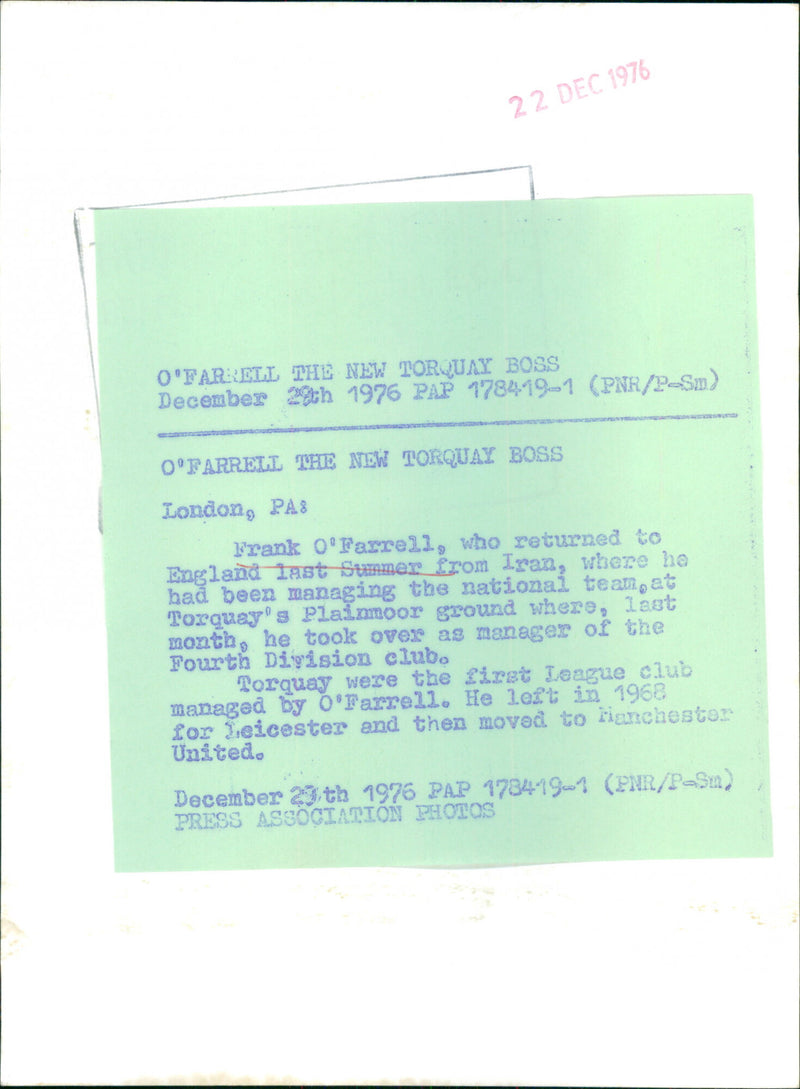 22 DEC 1976
O'FARRELL THE NEW TORQUAY BOSS
December 29th 1976 PAP 178419-1 (PNR/P-Sm)
O'FARRELL THE NEW TORQUAY BOSS
London, PA:
Frank O'Farrell, who returned to
England last Summer from Iran, where he
had been managing the national team,at
Torquay's Plainmoor ground where, last
month, he took over as manager of the
Fourth Division club.
Torquay were the first League club
managed by O'Farrell. He left in 1968
for Leicester and then moved to Manchester
United.
December 29th 1976 PAP 178419-1 (PNR/P-Sm)
PRESS ASSOCIATION PHOTOS